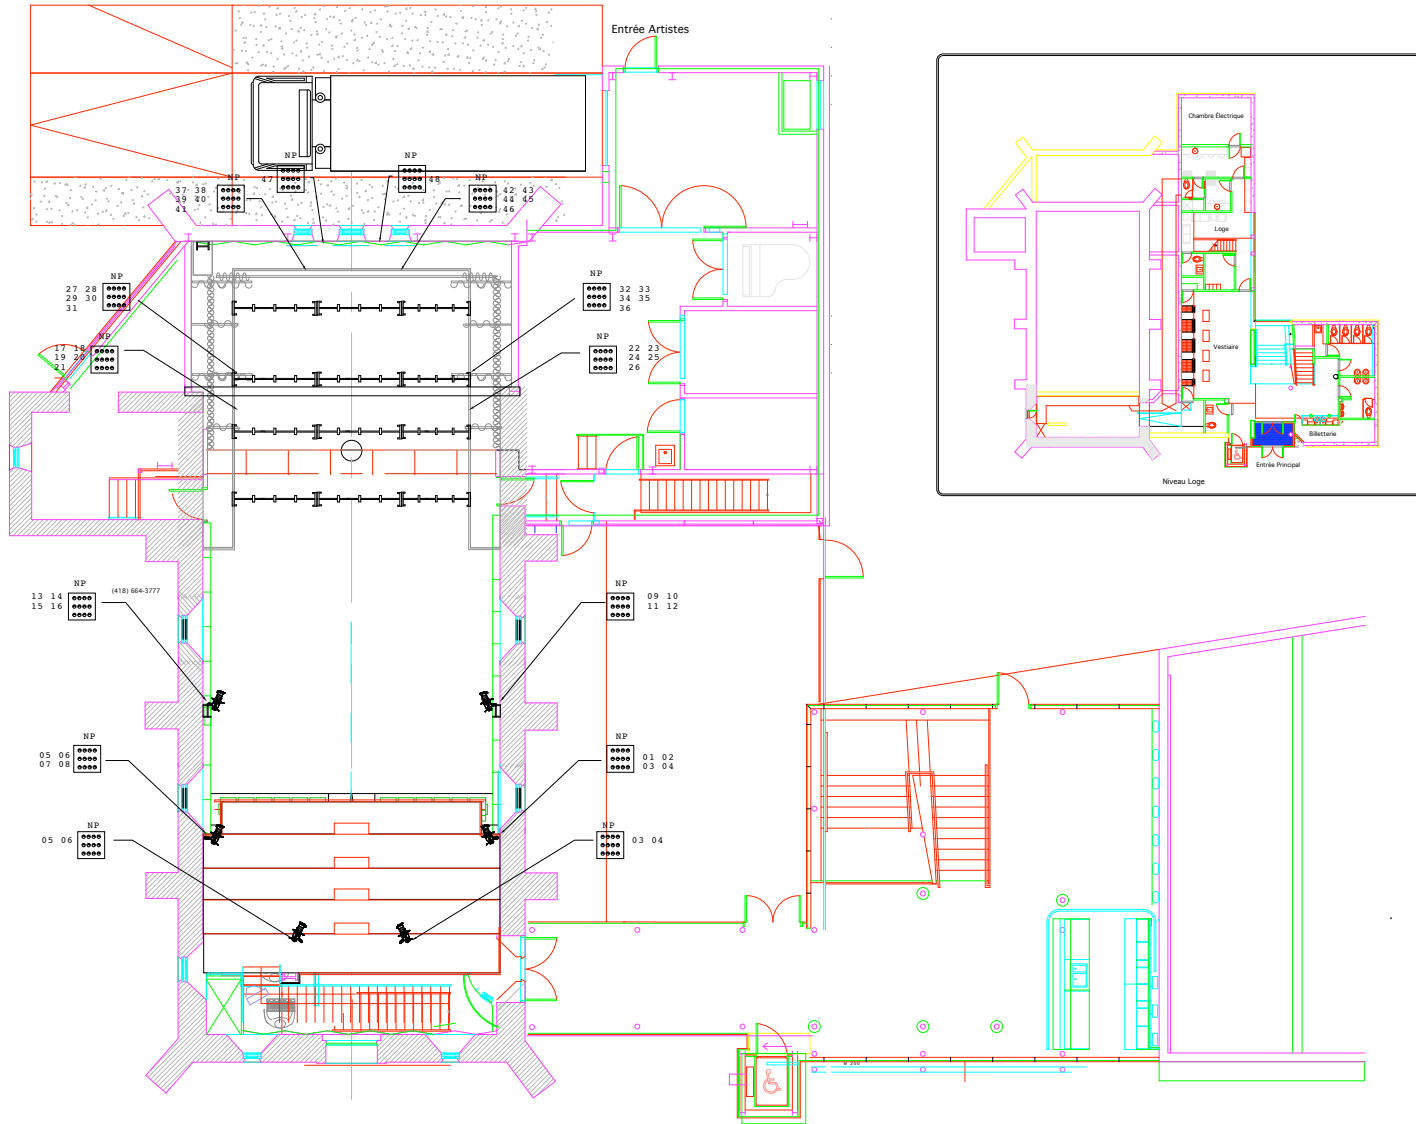 Entrée Artistes
NP
47
NP
48
NP
37 38
39 40
41
NP
42 43
44 45
46
NP
27 28
29 30
31
NP
32 33
34 35
36
NP
17 18
19 20
21
NP
22 23
24 25
26
NP
13 14
15 16
(418) 664-3777
NP
09 10
11 12
NP
05 06
07 08
NP
01 02
03 04
NP
05 06
NP
03 04
Chambre Électrique
Loge
Vestiaire
Billetterie
Entrée Principal
Niveau Loge